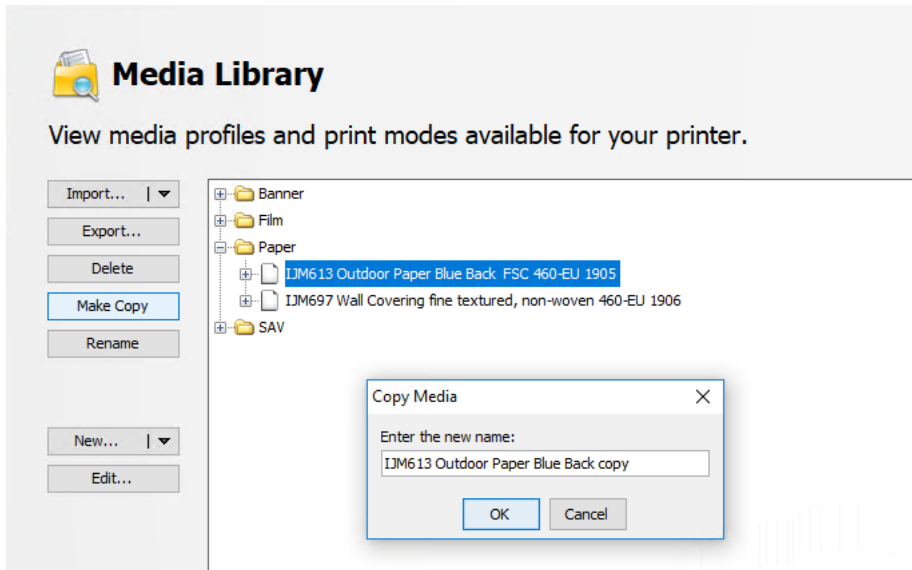 Media Library
View media profiles and print modes available for your printer.
Import...
Export...
Delete
Make Copy
Rename
New...
Edit...
Banner
Film
Paper
IJM613 Outdoor Paper Blue Back  FSC 460-EU 1905
IJM697 Wall Covering fine textured, non-woven 460-EU 1906
SAV
Copy Media
Enter the new name:
IJM613 Outdoor Paper Blue Back copy
OK Cancel